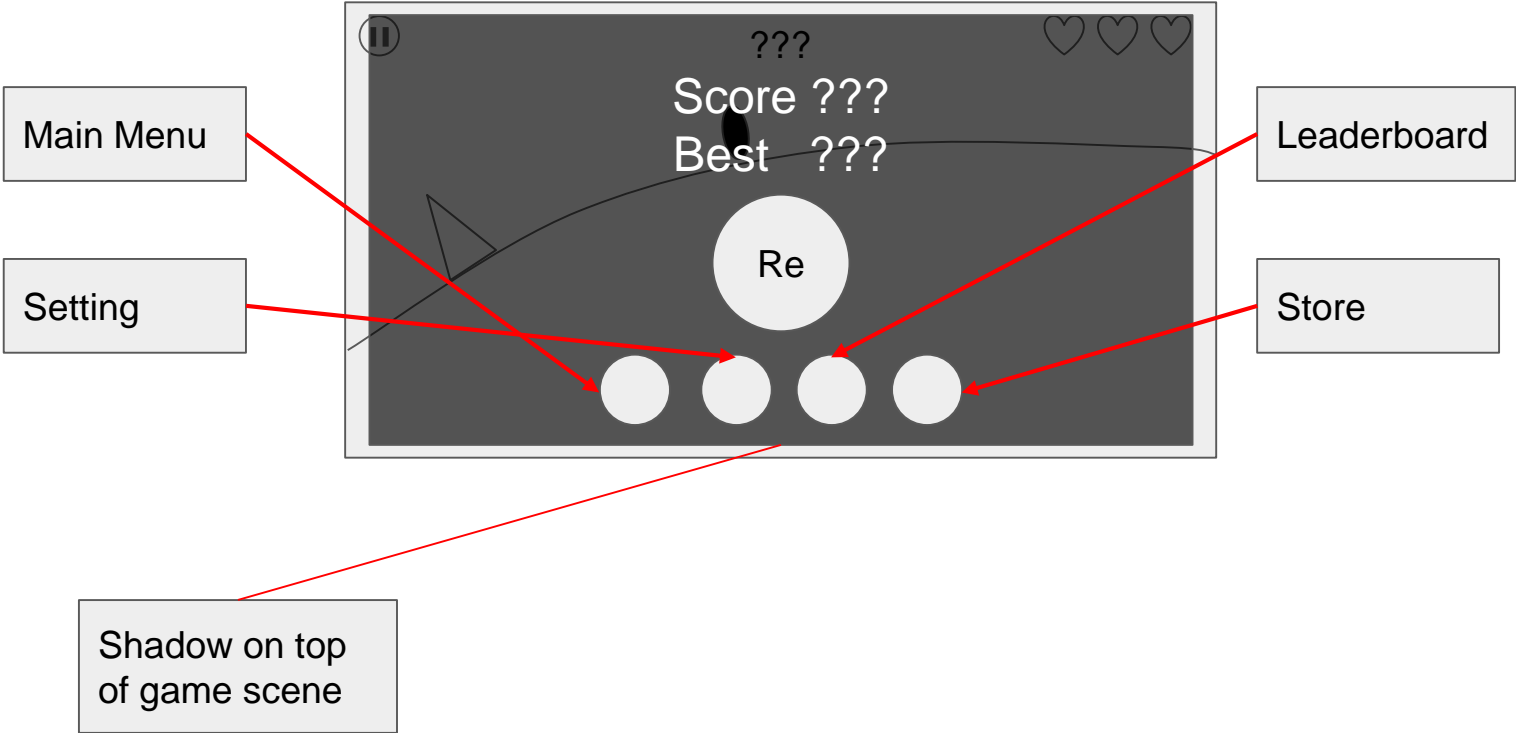 ???
Score ???
Best ???
Main Menu
Leaderboard
Re
Setting
Store
Shadow on top
of game scene